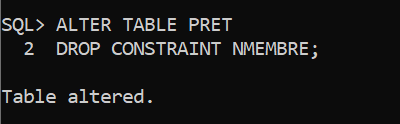 SQL> ALTER TABLE PRET
2 DROP CONSTRAINT NMEMBRE;
Table altered.